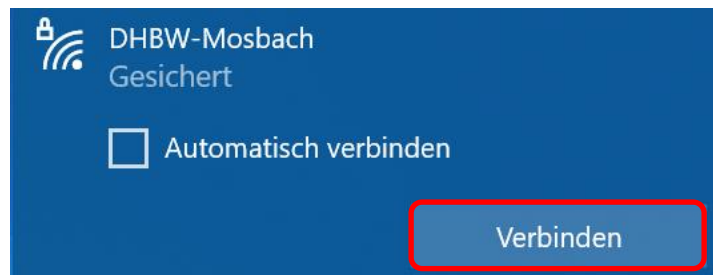 DHBW-Mosbach
Gesichert
Automatisch verbinden
Verbinden